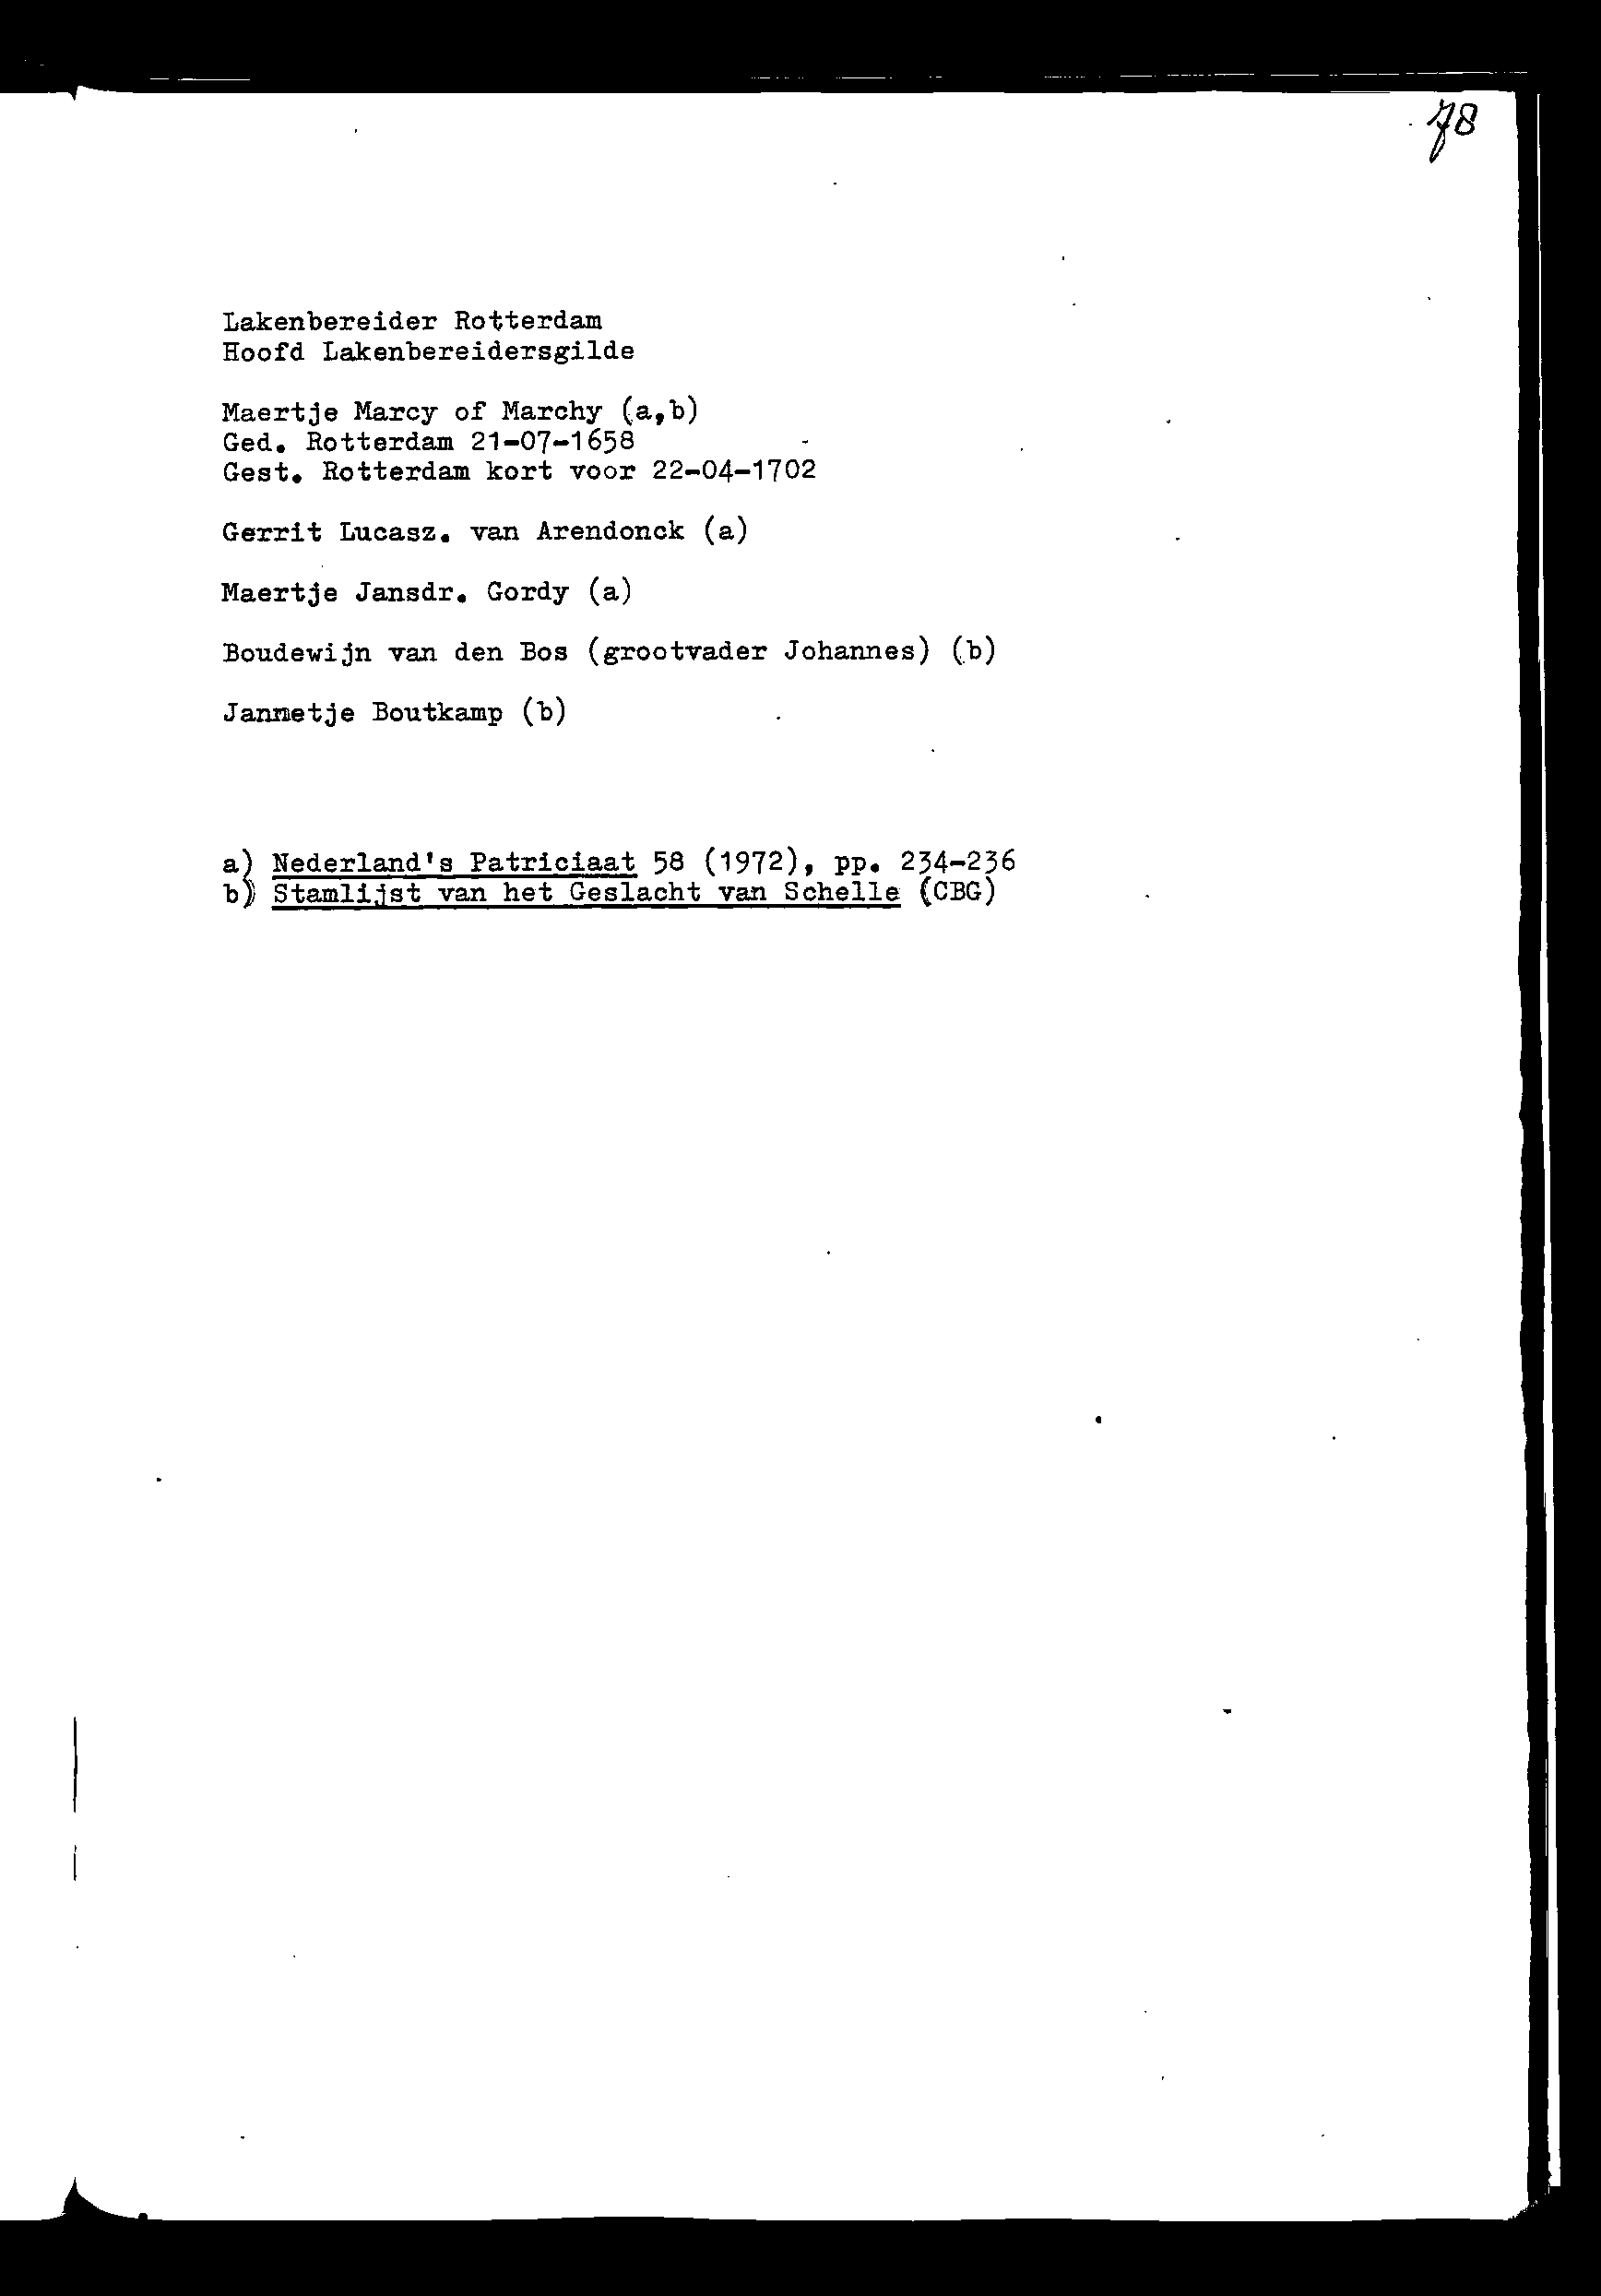 78
Lakenbereider Rotterdam
Hoofd Lakenbereidersgilde
Maertje Marcy of Marchy (a,b)
Ged. Rotterdam 21-07-1658
Gest. Rotterdam kort voor 22-04-1702
Gerrit Lucasz. van Arendonck (a)
Maertje Jansdr. Gordy (a)
Boudewijn van den Bos (grootvader Johannes) (b)
Jannetje Boutkamp (b)
a) Nederland's Patriciaat 58 (1972), pp. 234-236
b) Stamlijst van het Geslacht van Schelle (CBG)